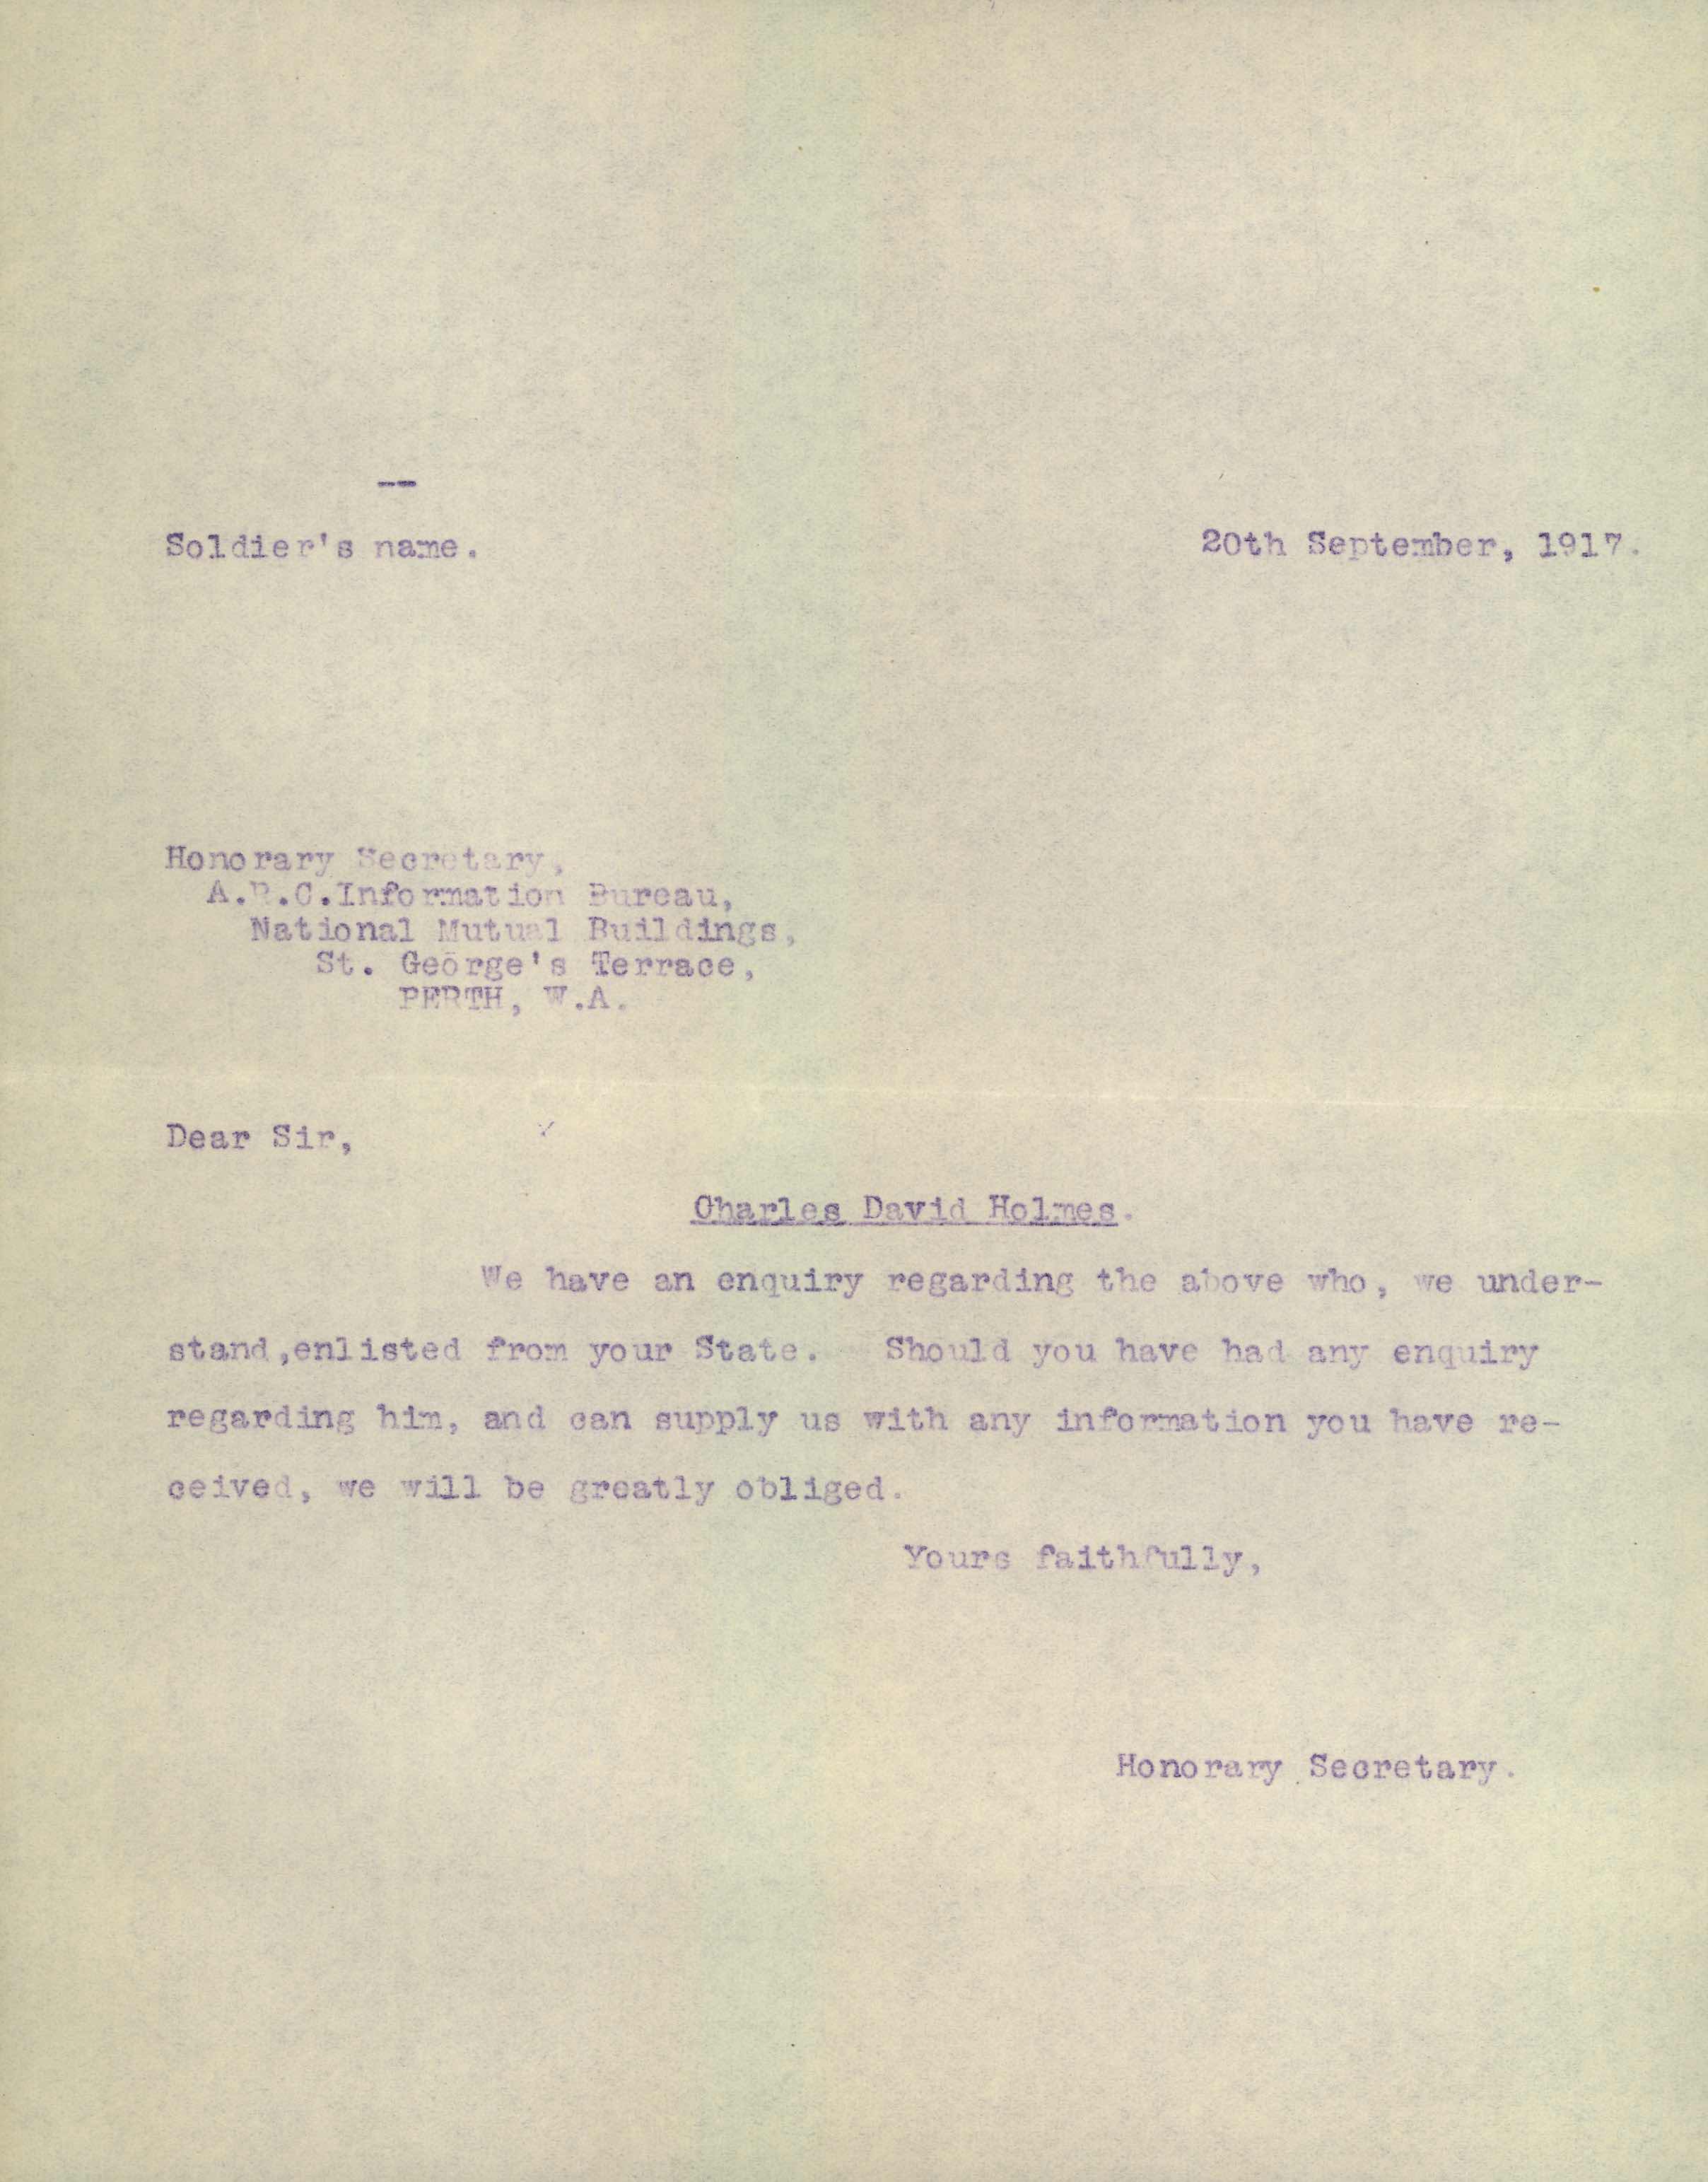 --
Soldier's name. 20th September, 1917.
Honorary Secretary,
A.R.C.Information Bureau,
National Mutual Buildings,
St. George's Terrace,
PERTH, W.A.
Dear Sir,
Charles David Holmes.
We have an enquiry regarding the above who, we under-
stand,enlisted from your State. Should you have had any enquiry
regarding him, and can supply us with any information you have re-
ceived, we will be greatly obliged.
Yours faithfully,
Honorary Secretary.